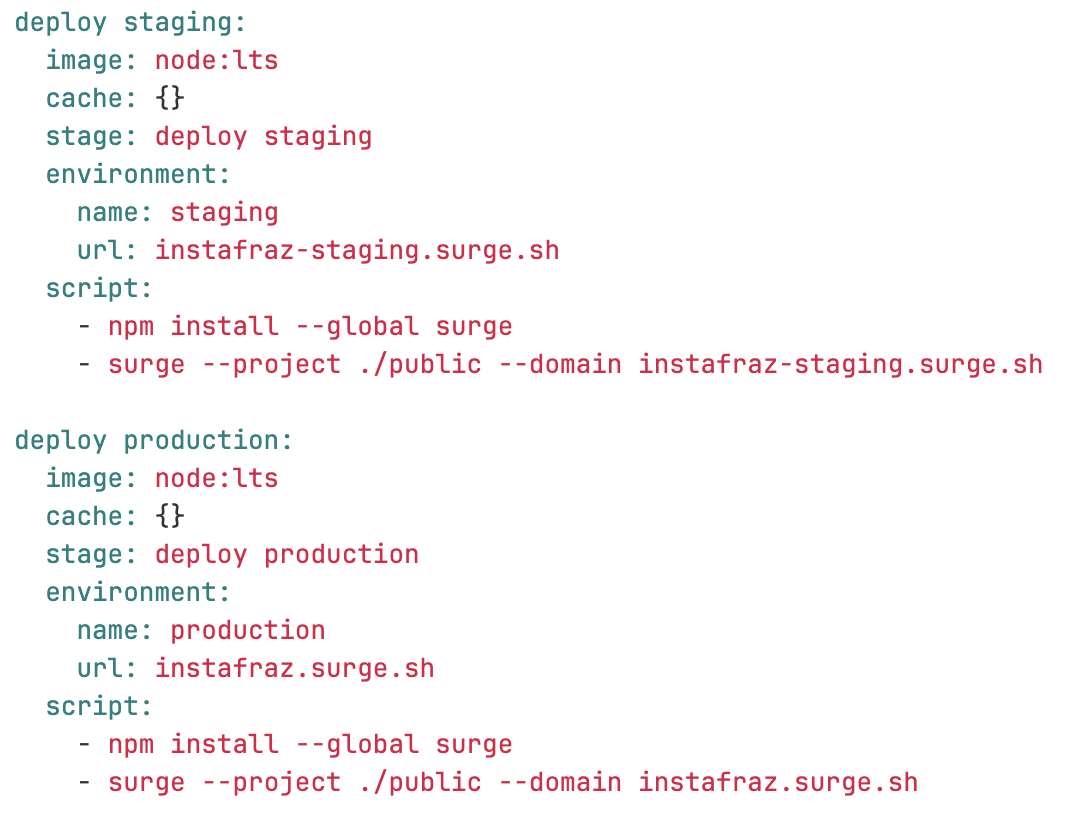 deploy staging:
  image: node:lts
  cache: {}
  stage: deploy staging
  environment:
    name: staging
    url: instafraz-staging.surge.sh
  script:
    - npm install --global surge
    - surge --project ./public --domain instafraz-staging.surge.sh

deploy production:
  image: node:lts
  cache: {}
  stage: deploy production
  environment:
    name: production
    url: instafraz.surge.sh
  script:
    - npm install --global surge
    - surge --project ./public --domain instafraz.surge.sh